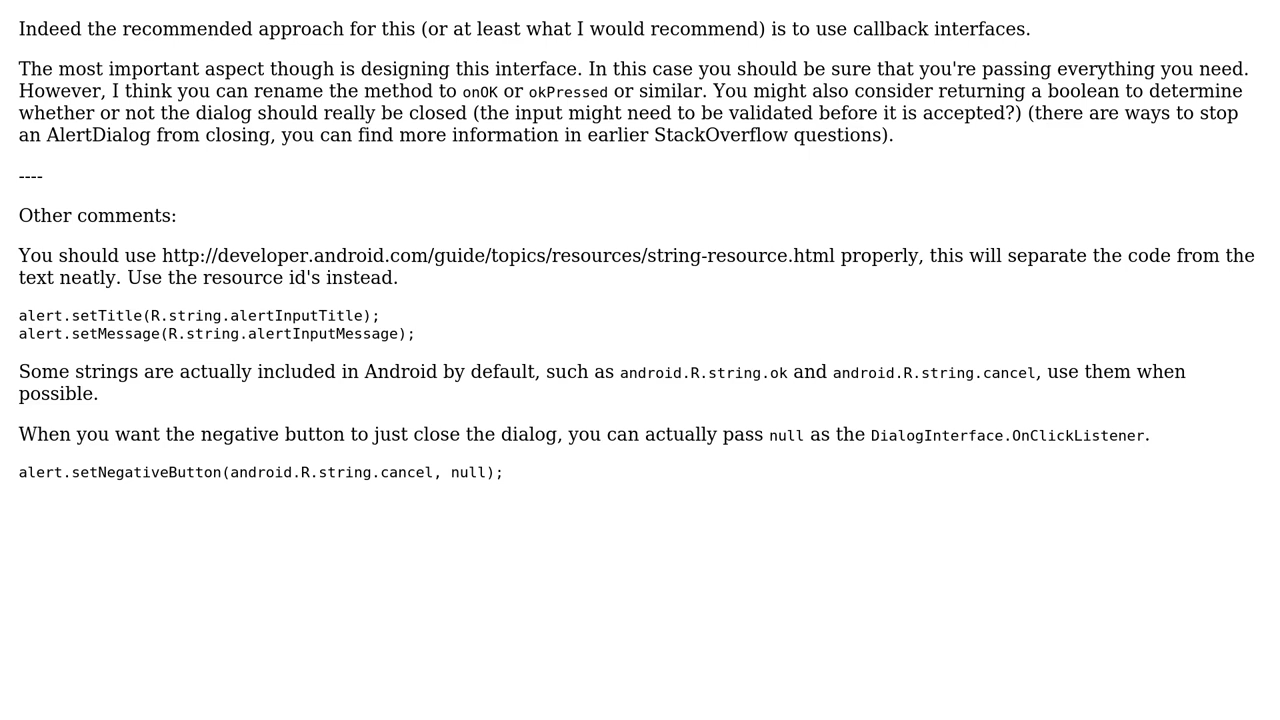 Indeed the recommended approach for this (or at least what I would recommend) is to use callback interfaces.
The most important aspect though is designing this interface. In this case you should be sure that you're passing everything you need.
However, I think you can rename the method to onOK or okPressed or similar. You might also consider returning a boolean to determine
whether or not the dialog should really be closed (the input might need to be validated before it is accepted?) (there are ways to stop
an AlertDialog from closing, you can find more information in earlier StackOverflow questions).
----
Other comments:
You should use http://developer.android.com/guide/topics/resources/string-resource.html properly, this will separate the code from the
text neatly. Use the resource id's instead.
alert.setTitle(R.string.alertInputTitle);
alert.setMessage(R.string.alertInputMessage);
Some strings are actually included in Android by default, such as android.R.string.ok and android.R.string.cancel, use them when
possible.
When you want the negative button to just close the dialog, you can actually pass null as the DialogInterface.OnClickListener.
alert.setNegativeButton(android.R.string.cancel, null);